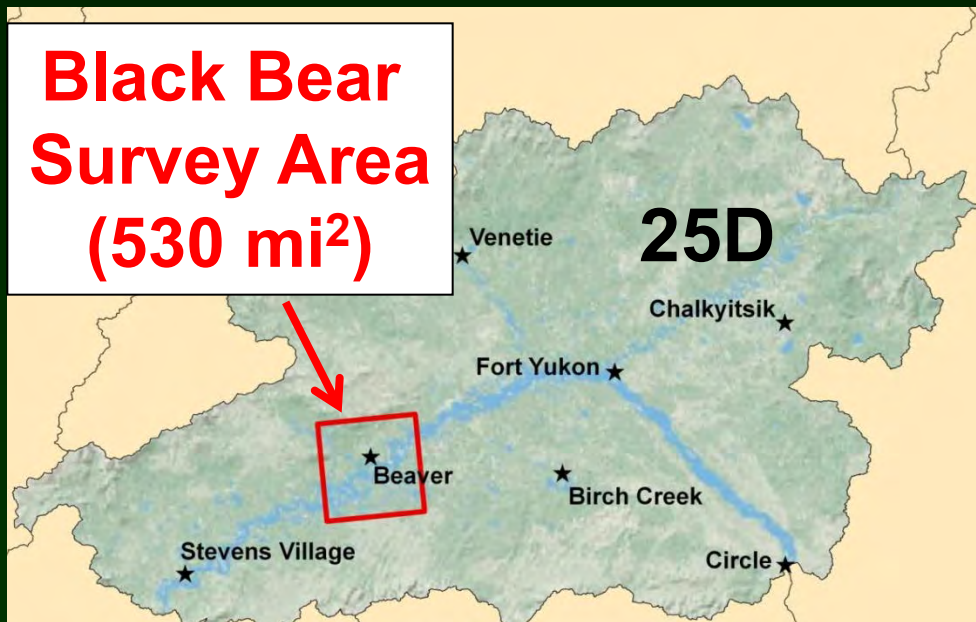 Black Bear
Survey Area
(530 mi²)
25D
Venetie
Chalkyitsik
Fort Yukon
Beaver
Birch Creek
Stevens Village
Circle